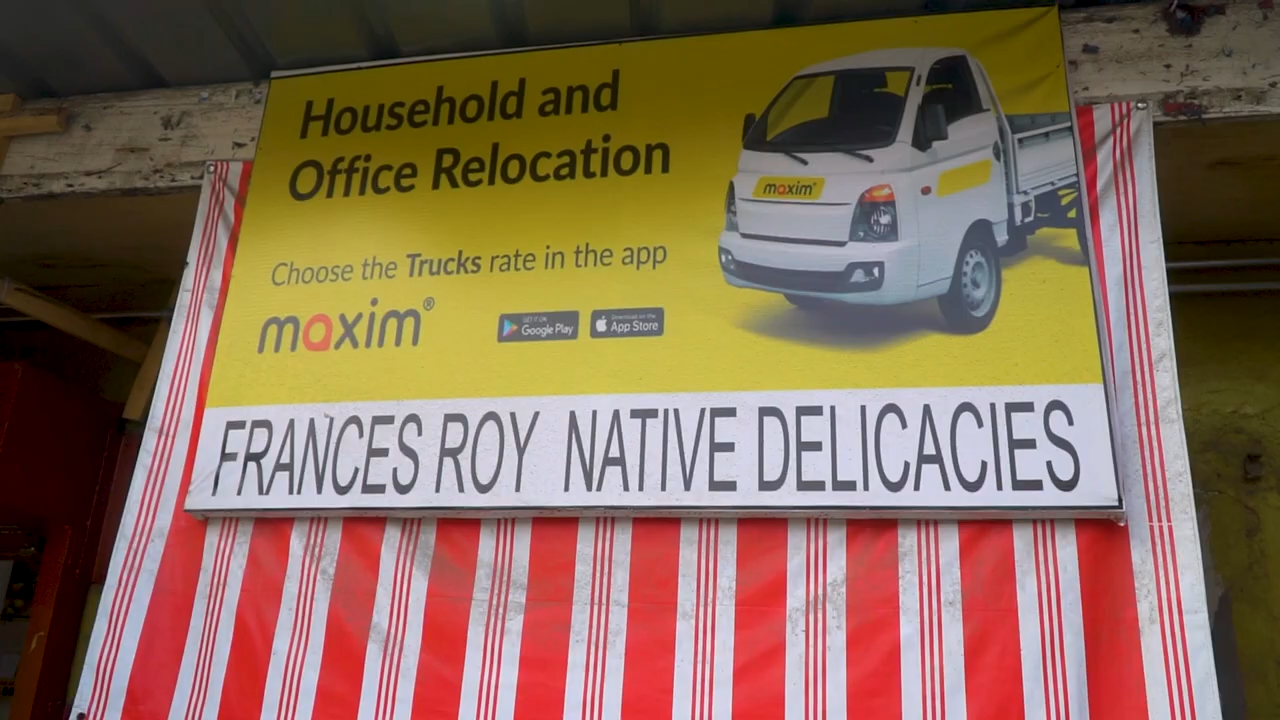 Household and
Office Relocation
Choose the Trucks rate in the app
maxim®
GET IT ON
Google Play
Download on the
App Store
maxim®
FRANCES ROY NATIVE DELICACIES